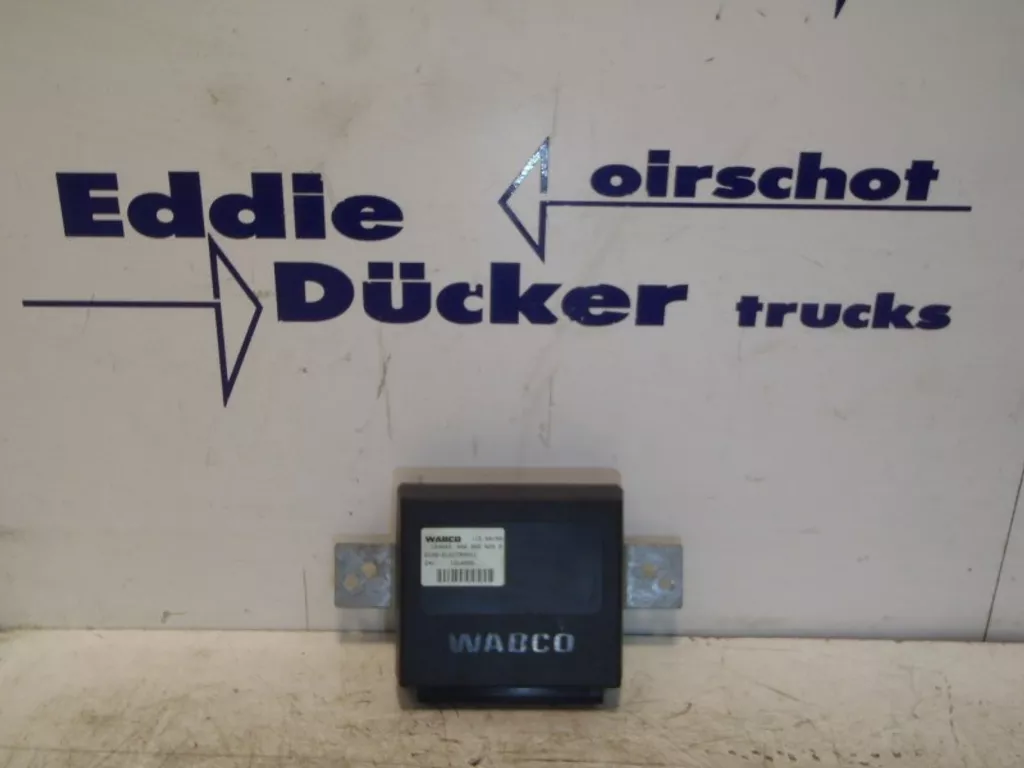 Eddie
oirschot
Dücker trucks
WABCO
WABCO